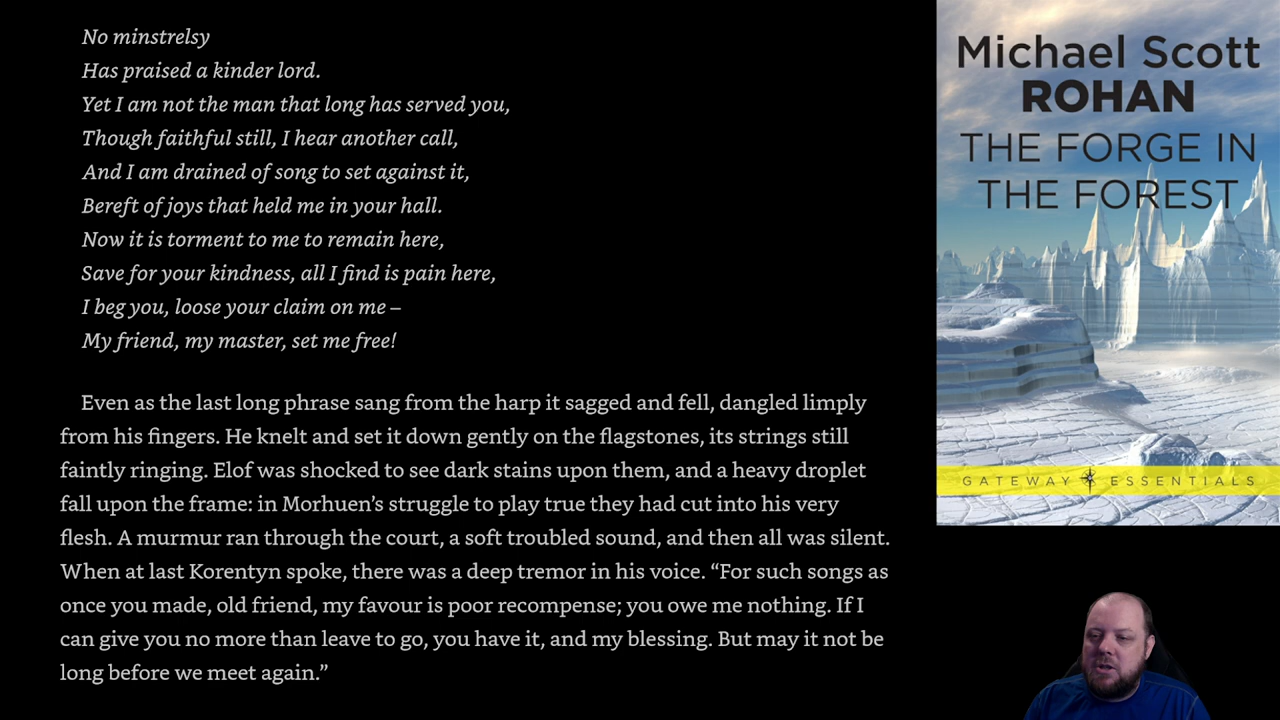 No minstrelsy
Has praised a kinder lord.
Yet I am not the man that long has served you,
Though faithful still, I hear another call,
And I am drained of song to set against it,
Bereft of joys that held me in your hall.
Now it is torment to me to remain here,
Save for your kindness, all I find is pain here,
I beg you, loose your claim on me –
My friend, my master, set me free!
Even as the last long phrase sang from the harp it sagged and fell, dangled limply
from his fingers. He knelt and set it down gently on the flagstones, its strings still
faintly ringing. Elof was shocked to see dark stains upon them, and a heavy droplet
fall upon the frame: in Morhuen’s struggle to play true they had cut into his very
flesh. A murmur ran through the court, a soft troubled sound, and then all was silent.
When at last Korentyn spoke, there was a deep tremor in his voice. “For such songs as
once you made, old friend, my favour is poor recompense; you owe me nothing. If I
can give you no more than leave to go, you have it, and my blessing. But may it not be
long before we meet again.”
Michael Scott
ROHAN
THE FORGE IN
THE FOREST
GATEWAY ESSENTIALS